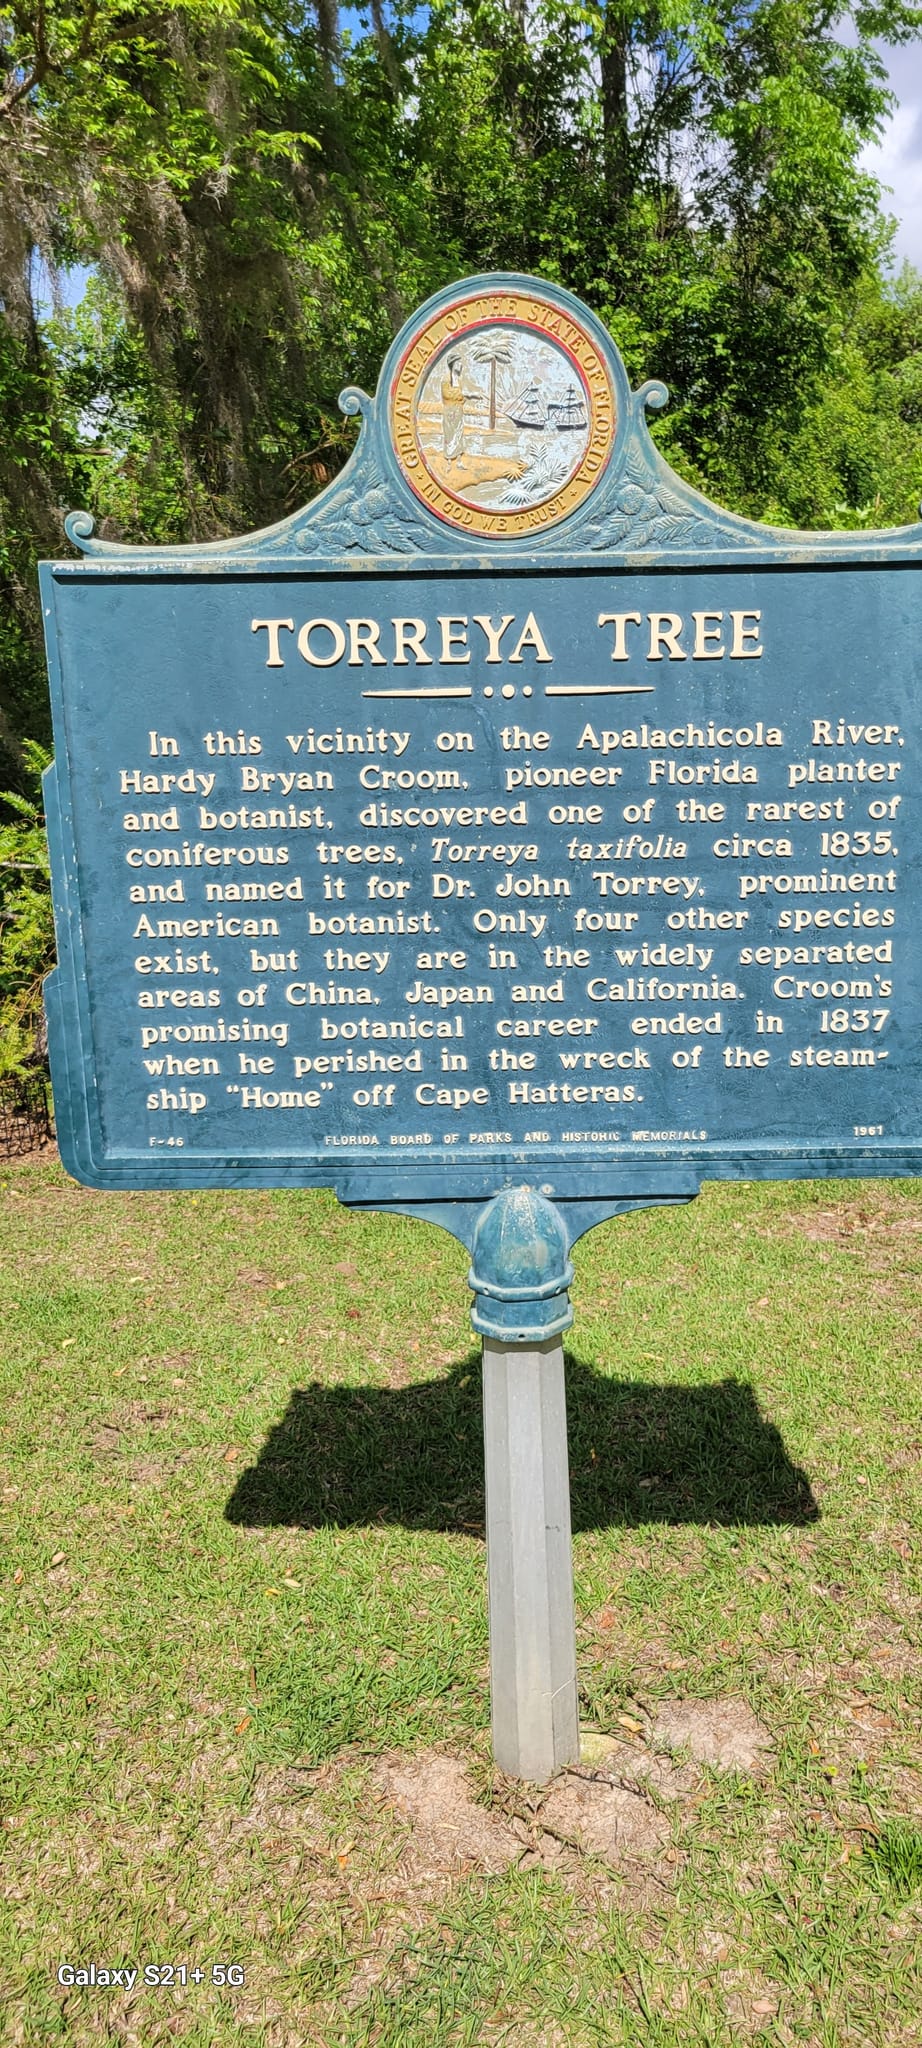 GREAT SEAL OF THE STATE OF FLORIDA
IN GOD WE TRUST
TORREYA TREE
In this vicinity on the Apalachicola River,
Hardy Bryan Croom, pioneer Florida planter
and botanist, discovered one of the rarest of
coniferous trees, Torreya taxifolia circa 1835,
and named it for Dr. John Torrey, prominent
American botanist. Only four other species
exist, but they are in the widely separated
areas of China, Japan and California. Croom's
promising botanical career ended in 1837
when he perished in the wreck of the steam-
ship "Home" off Cape Hatteras.
F-46 FLORIDA BOARD OF PARKS AND HISTORIC MEMORIALS 1961
Galaxy S21+ 5G